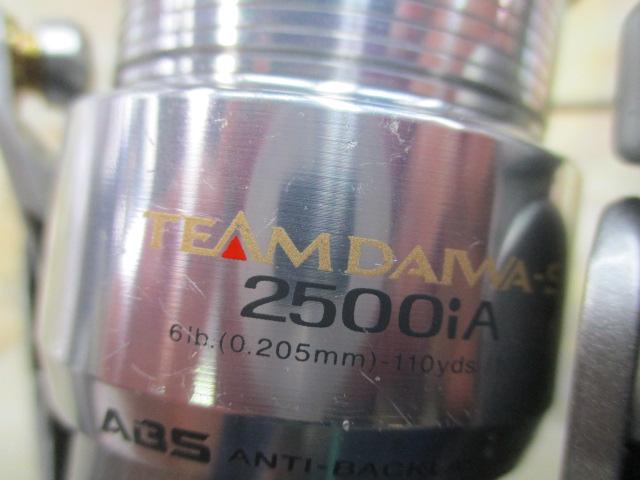 TEAM DAIWA-S
2500iA
6lb.(0.205mm)-110yds
ABS ANTI-BACKLA